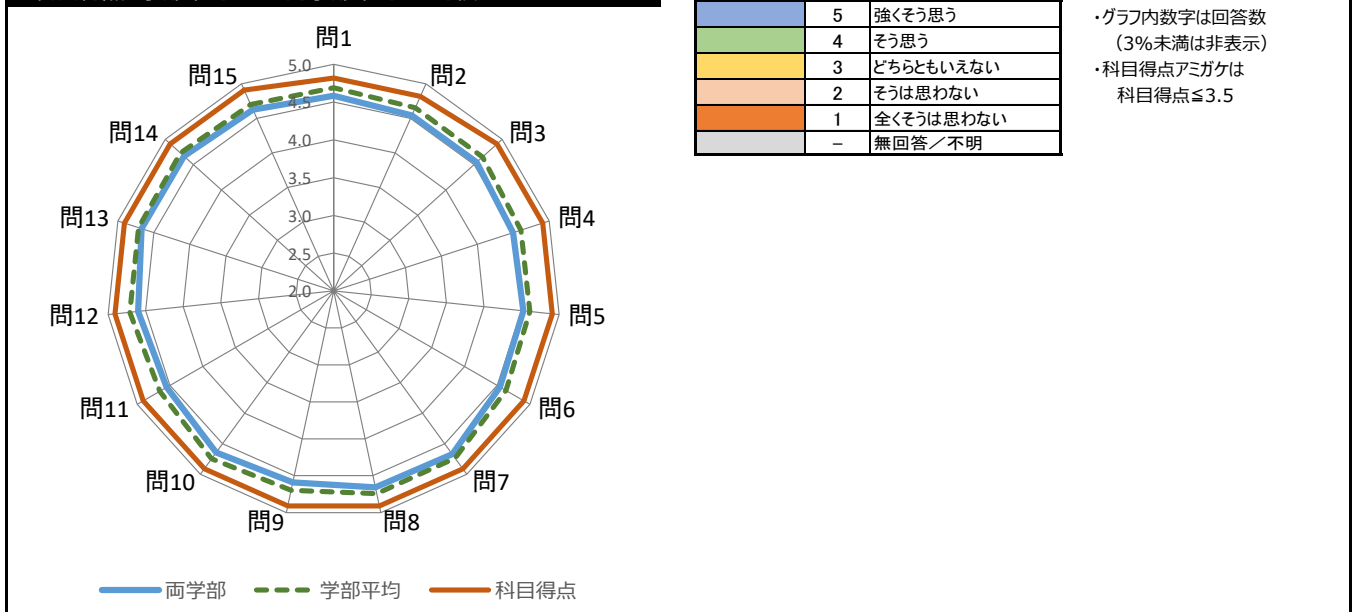 問1
問2
問3
問4
問5
問6
問7
問8
問9
問10
問11
問12
問13
問14
問15
5.0
4.5
4.0
3.5
3.0
2.5
2.0
両学部
学部平均
科目得点
5 強くそう思う
4 そう思う
3 どちらともいえない
2 そうは思わない
1 全くそうは思わない
– 無回答／不明
・グラフ内数字は回答数
（3%未満は非表示）
・科目得点アミガケは
科目得点≦3.5